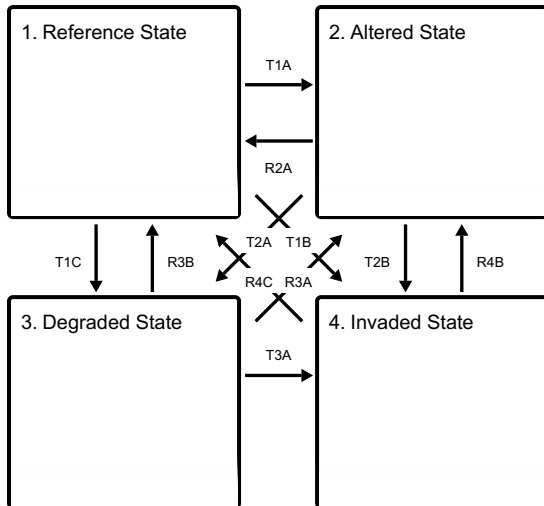 1. Reference State
2. Altered State
T1A
R2A
T2A
T1B
T1C
R3B
T2B
R4B
R4C
R3A
3. Degraded State
4. Invaded State
T3A